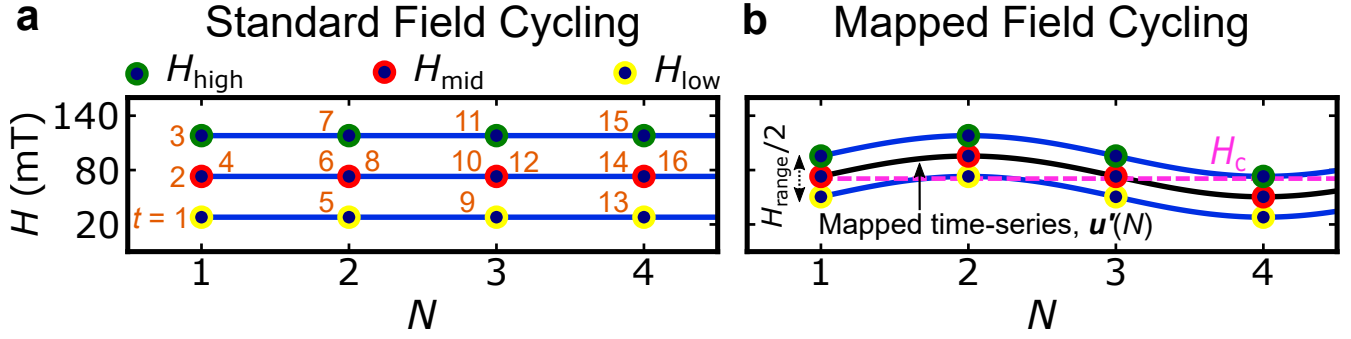 a Standard Field Cycling
H_high H_mid H_low
H (mT)
140
80
20
3 7 11 15
2 4 6 8 10 12 14 16
t = 1 5 9 13
1 2 3 4
N
b Mapped Field Cycling
H_range/2
H_c
Mapped time-series, u'(N)
1 2 3 4
N